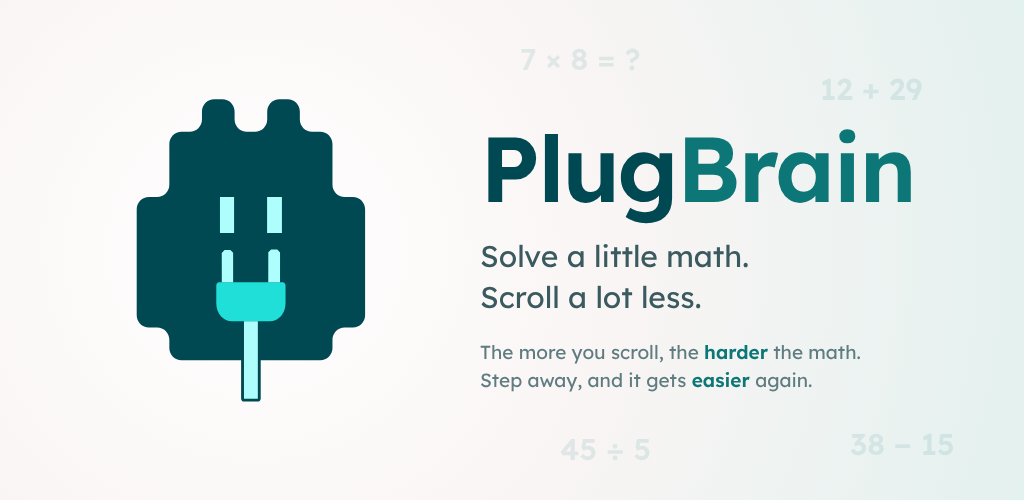 7 × 8 = ?
12 + 29
PlugBrain
Solve a little math.
Scroll a lot less.
The more you scroll, the harder the math.
Step away, and it gets easier again.
45 ÷ 5
38 − 15